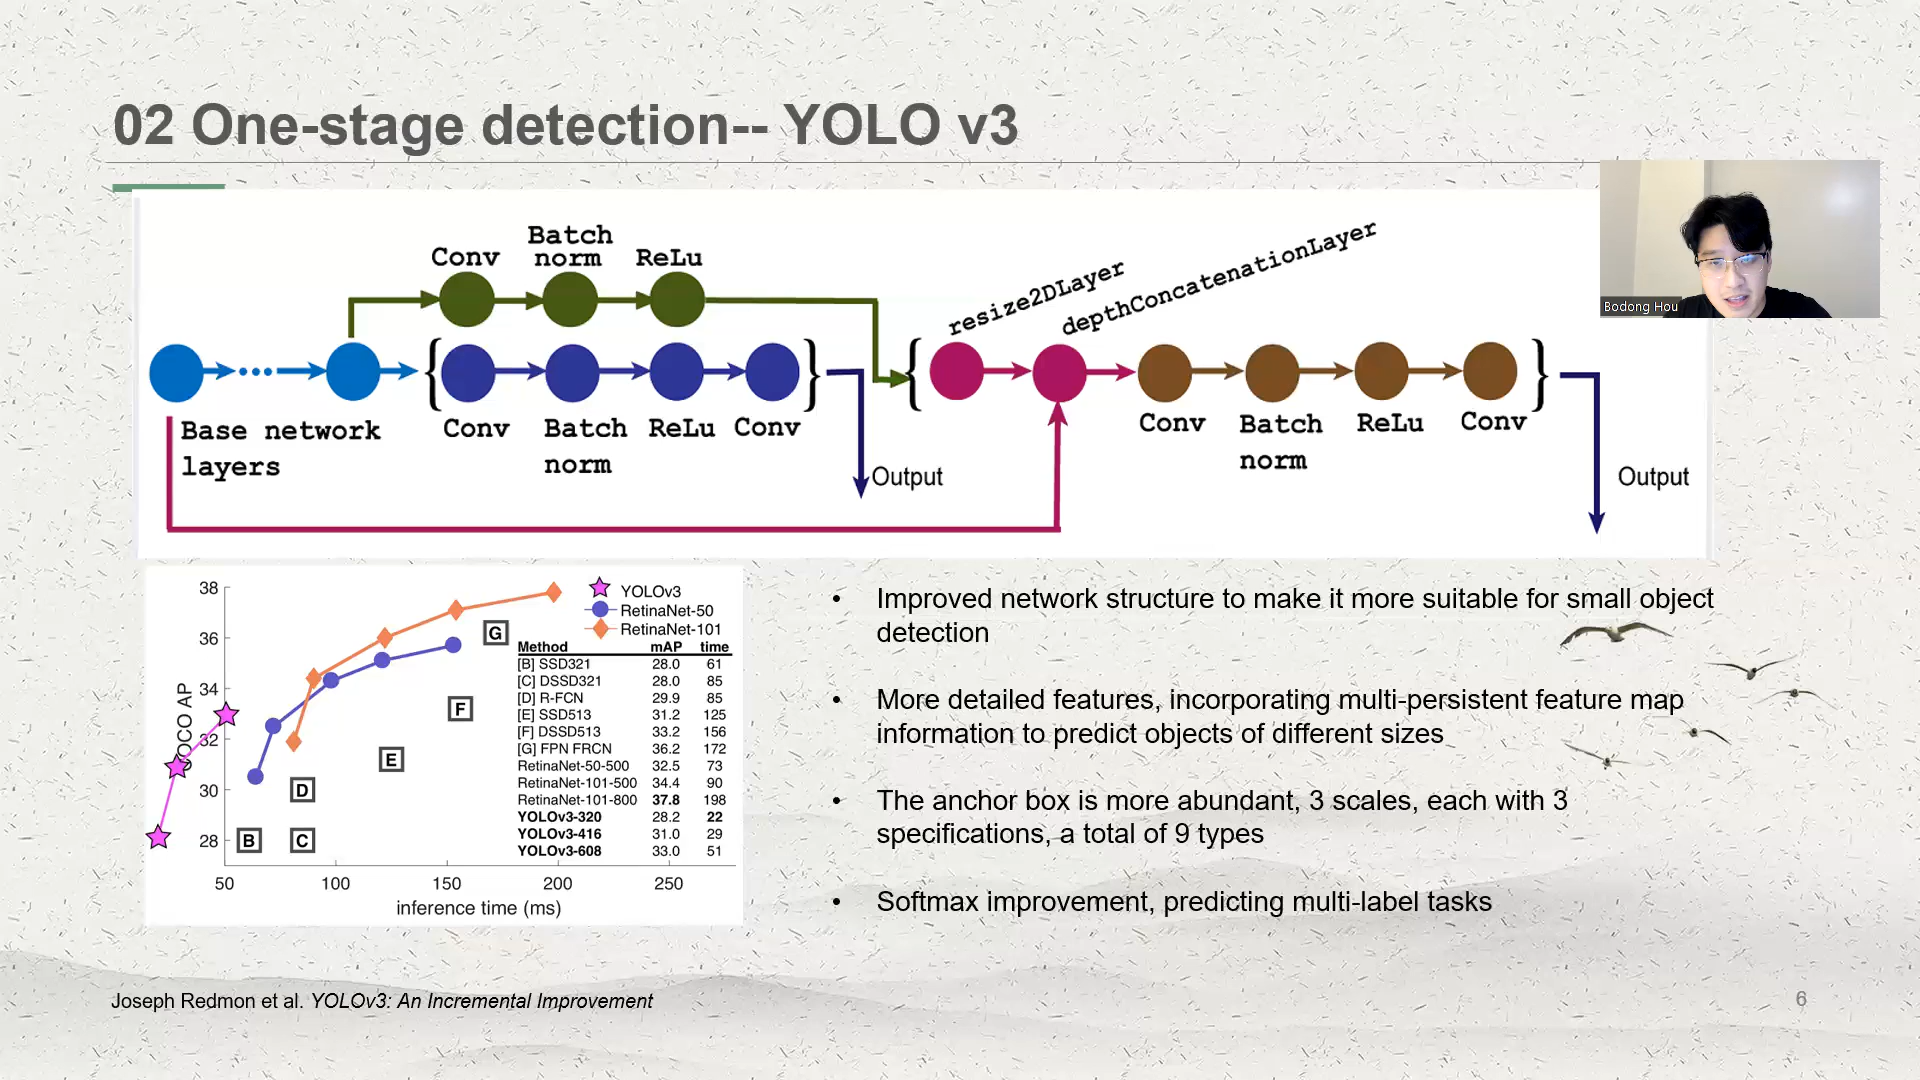 02 One-stage detection-- YOLO v3
Bodong Hou
Conv
Batch
norm
ReLu
resize2DLayer
depthConcatenationLayer
Base network
layers
Conv
Batch
norm
ReLu
Conv
Output
Conv
Batch
norm
ReLu
Conv
Output
COCO AP
38
36
34
32
30
28
50
100
150
200
250
inference time (ms)
B
C
D
E
F
G
YOLOv3
RetinaNet-50
RetinaNet-101
Method mAP time
[B] SSD321 28.0 61
[C] DSSD321 28.0 85
[D] R-FCN 29.9 85
[E] SSD513 31.2 125
[F] DSSD513 33.2 156
[G] FPN FRCN 36.2 172
RetinaNet-50-500 32.5 73
RetinaNet-101-500 34.4 90
RetinaNet-101-800 37.8 198
YOLOv3-320 28.2 22
YOLOv3-416 31.0 29
YOLOv3-608 33.0 51
• Improved network structure to make it more suitable for small object
detection
• More detailed features, incorporating multi-persistent feature map
information to predict objects of different sizes
• The anchor box is more abundant, 3 scales, each with 3
specifications, a total of 9 types
• Softmax improvement, predicting multi-label tasks
Joseph Redmon et al. YOLOv3: An Incremental Improvement
6